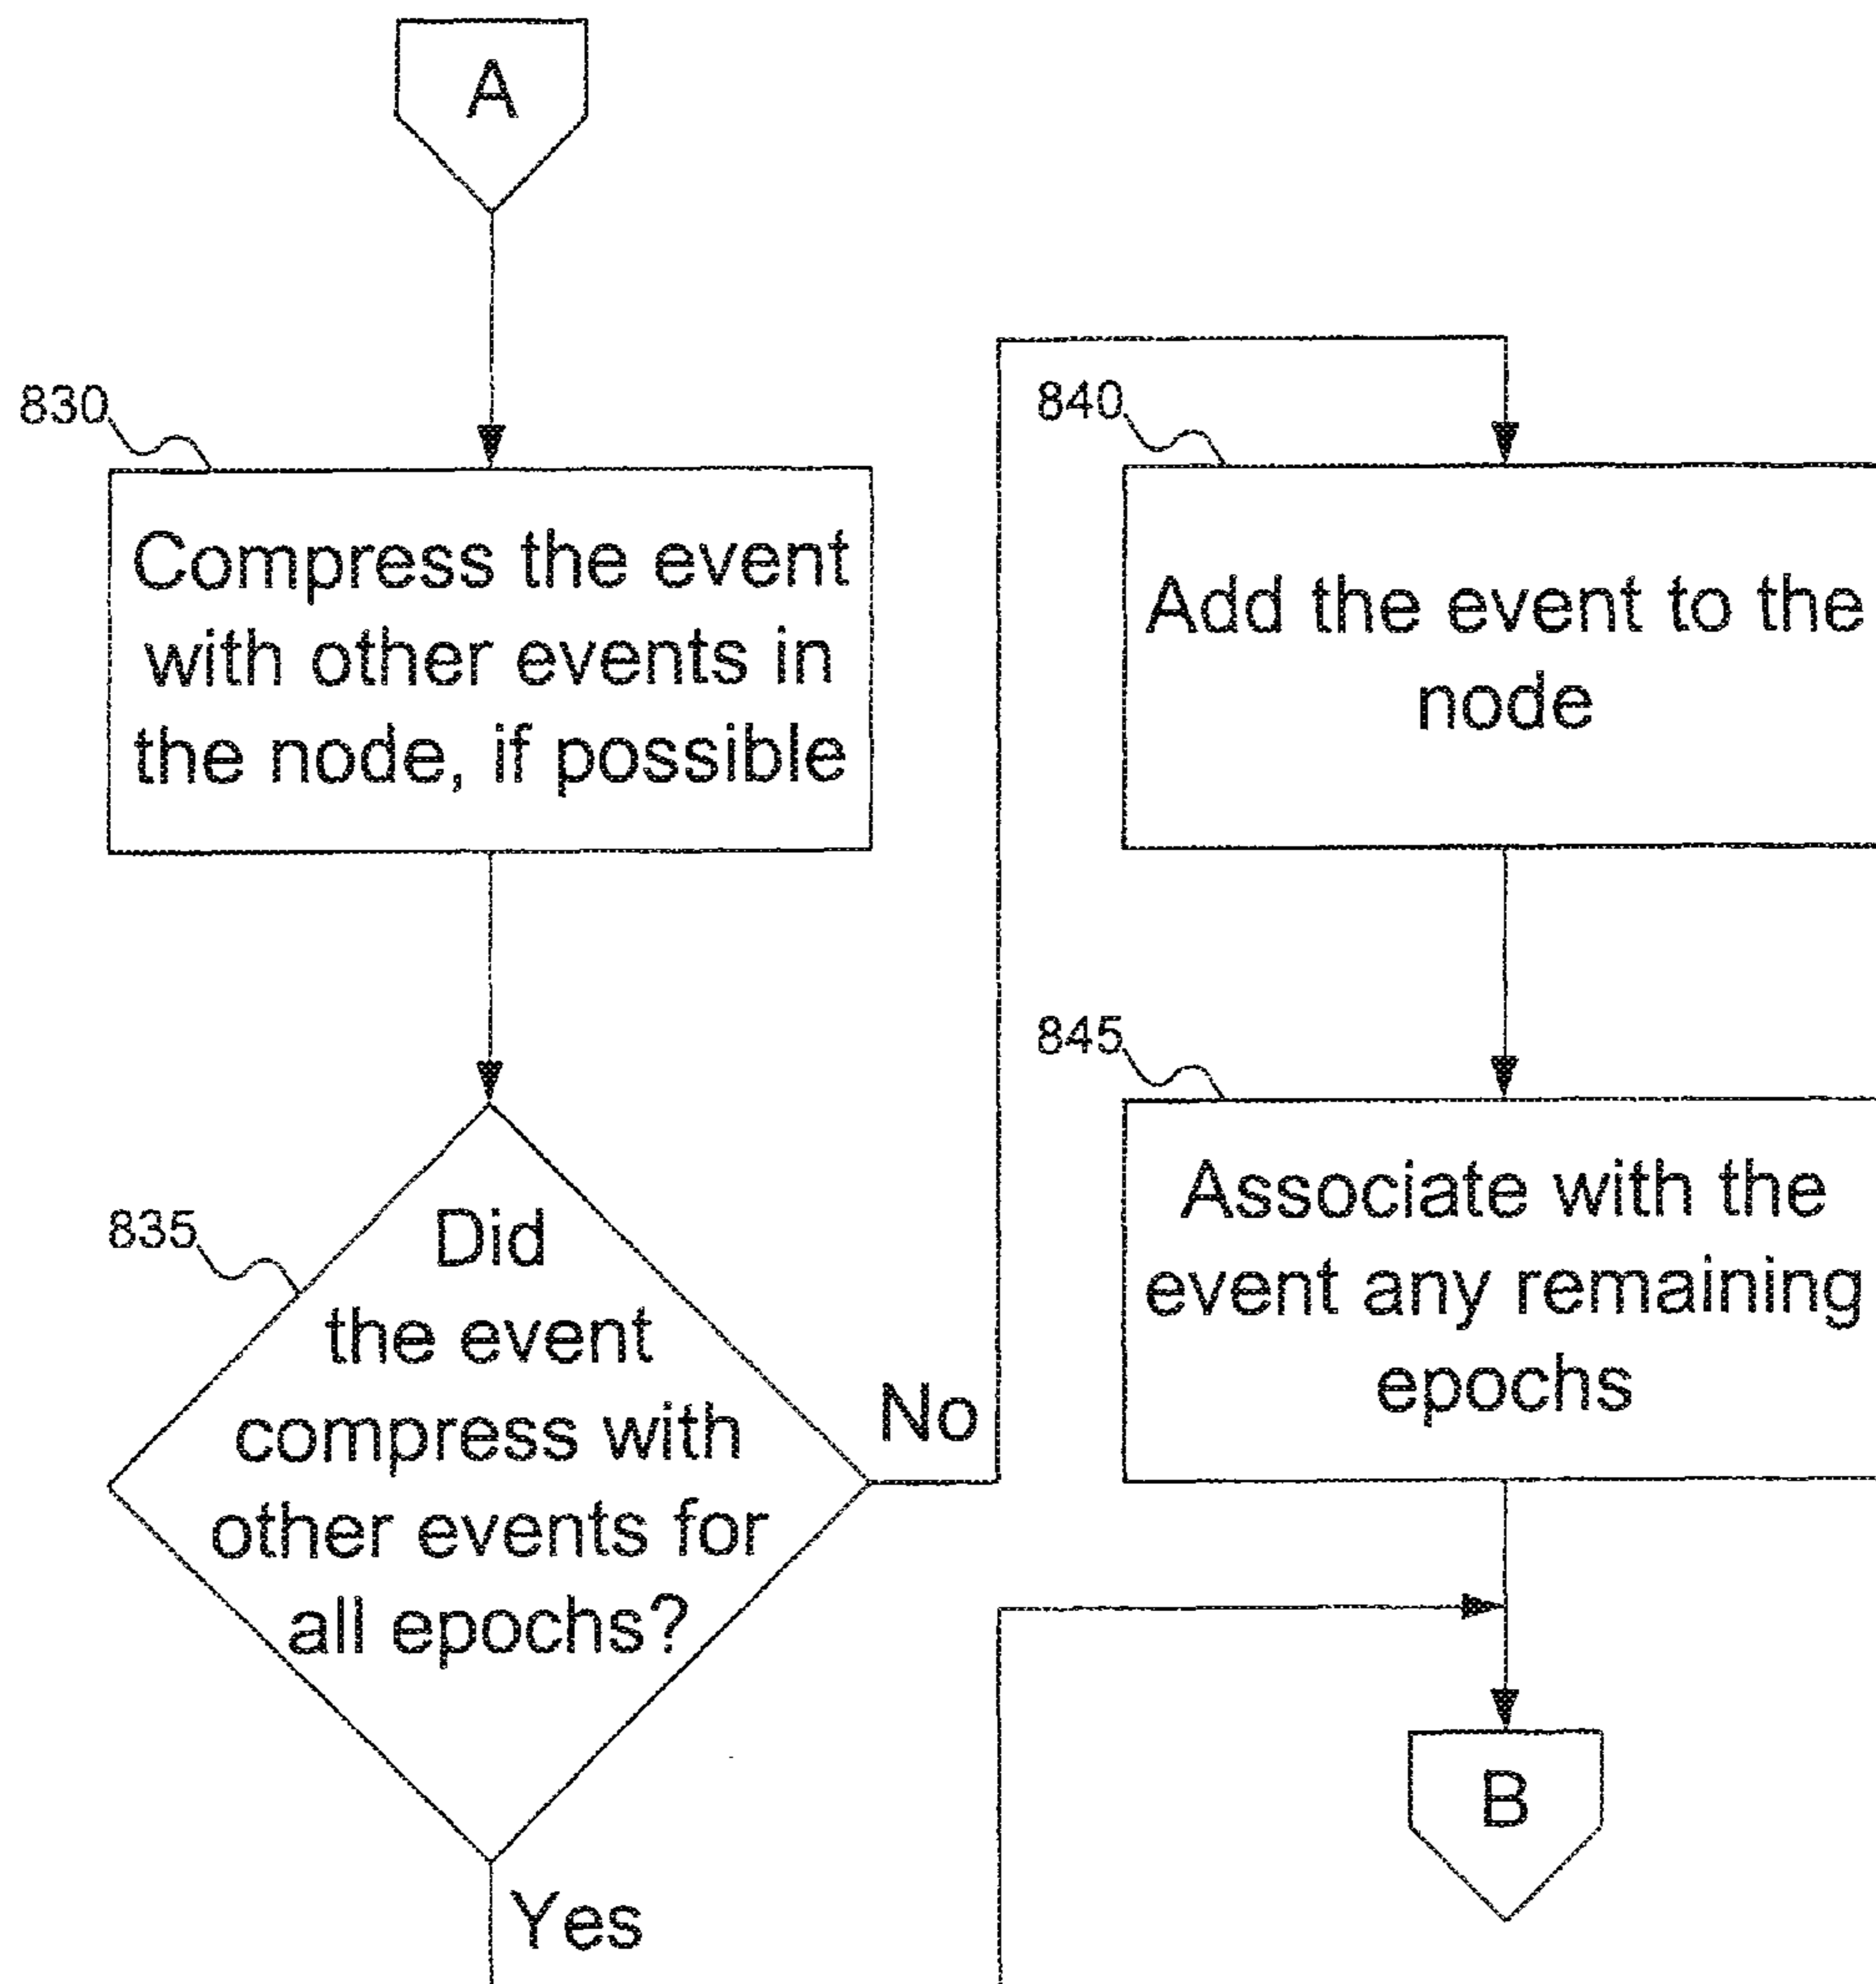 A
830
Compress the event
with other events in
the node, if possible
835
Did
the event
compress with
other events for
all epochs?
No
Yes
840
Add the event to the
node
845
Associate with the
event any remaining
epochs
B